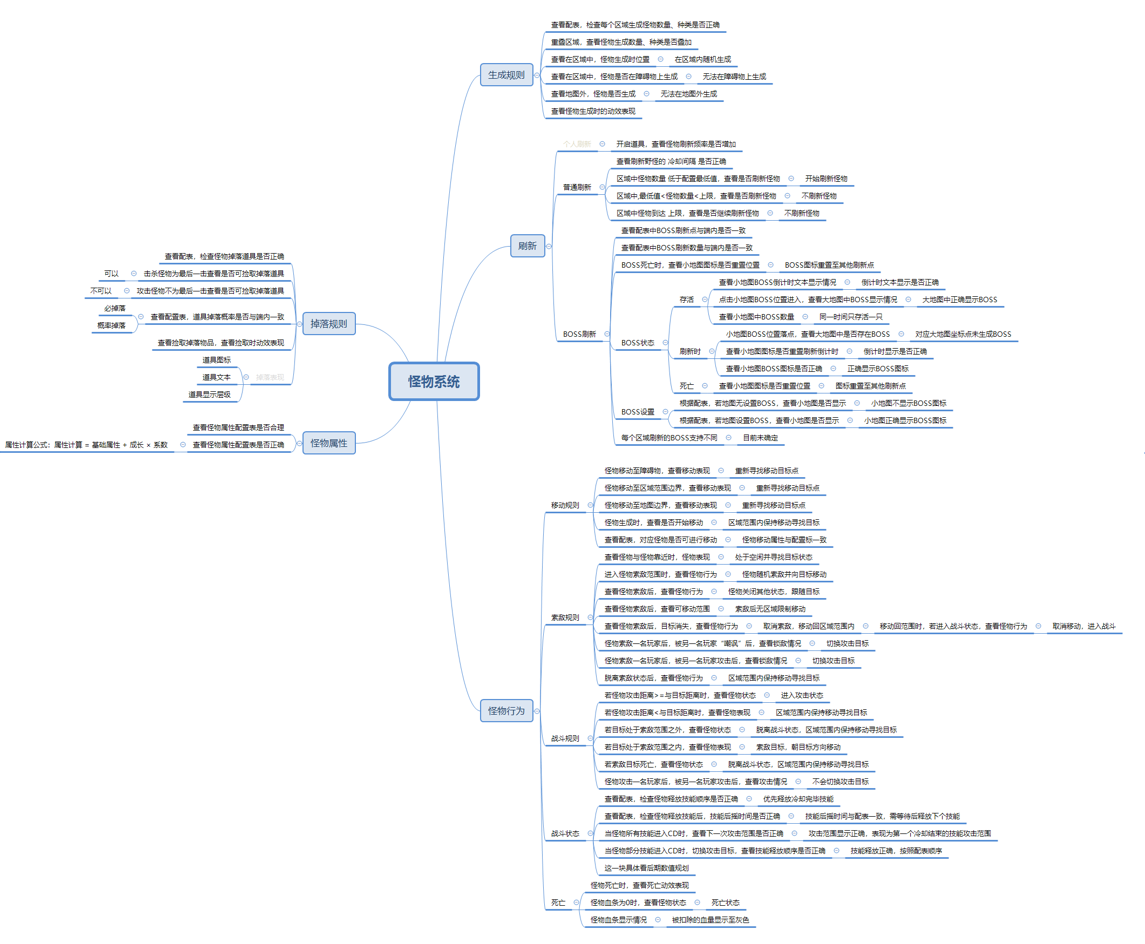 怪物系统
生成规则
查看配表，检查每个区域生成怪物数量、种类是否正确
重叠区域，查看怪物生成数量、种类是否叠加
查看在区域中，怪物生成时位置
在区域内随机生成
查看在区域中，怪物是否在障碍物上生成
无法在障碍物上生成
查看地图外，怪物是否生成
无法在地图外生成
查看怪物生成时的动效表现
刷新
个人刷新
开启道具，查看怪物刷新频率是否增加
普通刷新
查看刷新野怪的 冷却间隔 是否正确
区域中怪物数量 低于配置最低值，查看是否刷新怪物
开始刷新怪物
区域中,最低值<怪物数量<上限，查看是否刷新怪物
不刷新怪物
区域中怪物到达 上限，查看是否继续刷新怪物
不刷新怪物
BOSS刷新
查看配表中BOSS刷新点与端内是否一致
查看配表中BOSS刷新数量与端内是否一致
BOSS死亡时，查看小地图图标是否重置位置
BOSS图标重置至其他刷新点
BOSS状态
存活
查看小地图BOSS倒计时文本显示情况
倒计时文本显示是否正确
点击小地图BOSS位置进入，查看大地图中BOSS显示情况
大地图中正确显示BOSS
查看小地图中BOSS数量
同一时间只存活一只
刷新时
小地图BOSS位置落点，查看大地图中是否存在BOSS
对应大地图坐标点未生成BOSS
查看小地图图标是否重置刷新倒计时
倒计时显示是否正确
查看小地图BOSS图标是否正确
正确显示BOSS图标
死亡
查看小地图图标是否重置位置
图标重置至其他刷新点
BOSS设置
根据配表，若地图无设置BOSS，查看小地图是否显示
小地图不显示BOSS图标
根据配表，若地图设置BOSS，查看小地图是否显示
小地图正确显示BOSS图标
每个区域刷新的BOSS支持不同
目前未确定
怪物行为
移动规则
怪物移动至障碍物，查看移动表现
重新寻找移动目标点
怪物移动至区域范围边界，查看移动表现
重新寻找移动目标点
怪物移动至地图边界，查看移动表现
重新寻找移动目标点
怪物生成时，查看是否开始移动
区域范围内保持移动寻找目标
查看配表，对应怪物是否可进行移动
怪物移动属性与配置标一致
索敌规则
查看怪物与怪物靠近时，怪物表现
处于空闲并寻找目标状态
进入怪物索敌范围时，查看怪物行为
怪物随机索敌并向目标移动
查看怪物索敌后，查看怪物行为
怪物关闭其他状态，跟随目标
查看怪物索敌后，查看可移动范围
索敌后无区域限制移动
查看怪物索敌后，目标消失，查看怪物行为
取消索敌，移动回区域范围内
移动回范围时，若进入战斗状态，查看怪物行为
取消移动，进入战斗
怪物索敌一名玩家后，被另一名玩家“嘲讽”后，查看锁敌情况
切换攻击目标
怪物索敌一名玩家后，被另一名玩家攻击后，查看锁敌情况
切换攻击目标
脱离索敌状态后，查看怪物行为
区域范围内保持移动寻找目标
战斗规则
若怪物攻击距离>=与目标距离时，查看怪物状态
进入攻击状态
若怪物攻击距离<与目标距离时，查看怪物表现
区域范围内保持移动寻找目标
若目标处于索敌范围之外，查看怪物状态
脱离战斗状态，区域范围内保持移动寻找目标
若目标处于索敌范围之内，查看怪物表现
索敌目标，朝目标方向移动
若索敌目标死亡，查看怪物状态
脱离战斗状态，区域范围内保持移动寻找目标
怪物攻击一名玩家后，被另一名玩家攻击后，查看攻击情况
不会切换攻击目标
战斗状态
查看配表，检查怪物释放技能顺序是否正确
优先释放冷却完毕技能
查看配表，检查怪物释放技能后，技能后摇时间是否正确
技能后摇时间与配表一致，需等待后释放下个技能
当怪物所有技能进入CD时，查看下一次攻击范围是否正确
攻击范围显示正确，表现为第一个冷却结束的技能攻击范围
当怪物部分技能进入CD时，切换攻击目标，查看技能释放顺序是否正确
技能释放正确，按照配表顺序
这一块具体看后期数值规划
死亡
怪物死亡时，查看死亡动效表现
怪物血条为0时，查看怪物状态
死亡状态
怪物血条显示情况
被扣除的血量显示至灰色
掉落规则
查看配表，检查怪物掉落道具是否正确
击杀怪物为最后一击查看是否可拾取掉落道具
可以
攻击怪物不为最后一击查看是否可拾取掉落道具
不可以
查看配置表，道具掉落概率是否与端内一致
必掉落
概率掉落
查看拾取掉落物品，查看拾取时动效表现
掉落表现
道具图标
道具文本
道具显示层级
怪物属性
查看怪物属性配置表是否合理
查看怪物属性配置表是否正确
属性计算公式：属性计算 = 基础属性 + 成长 × 系数